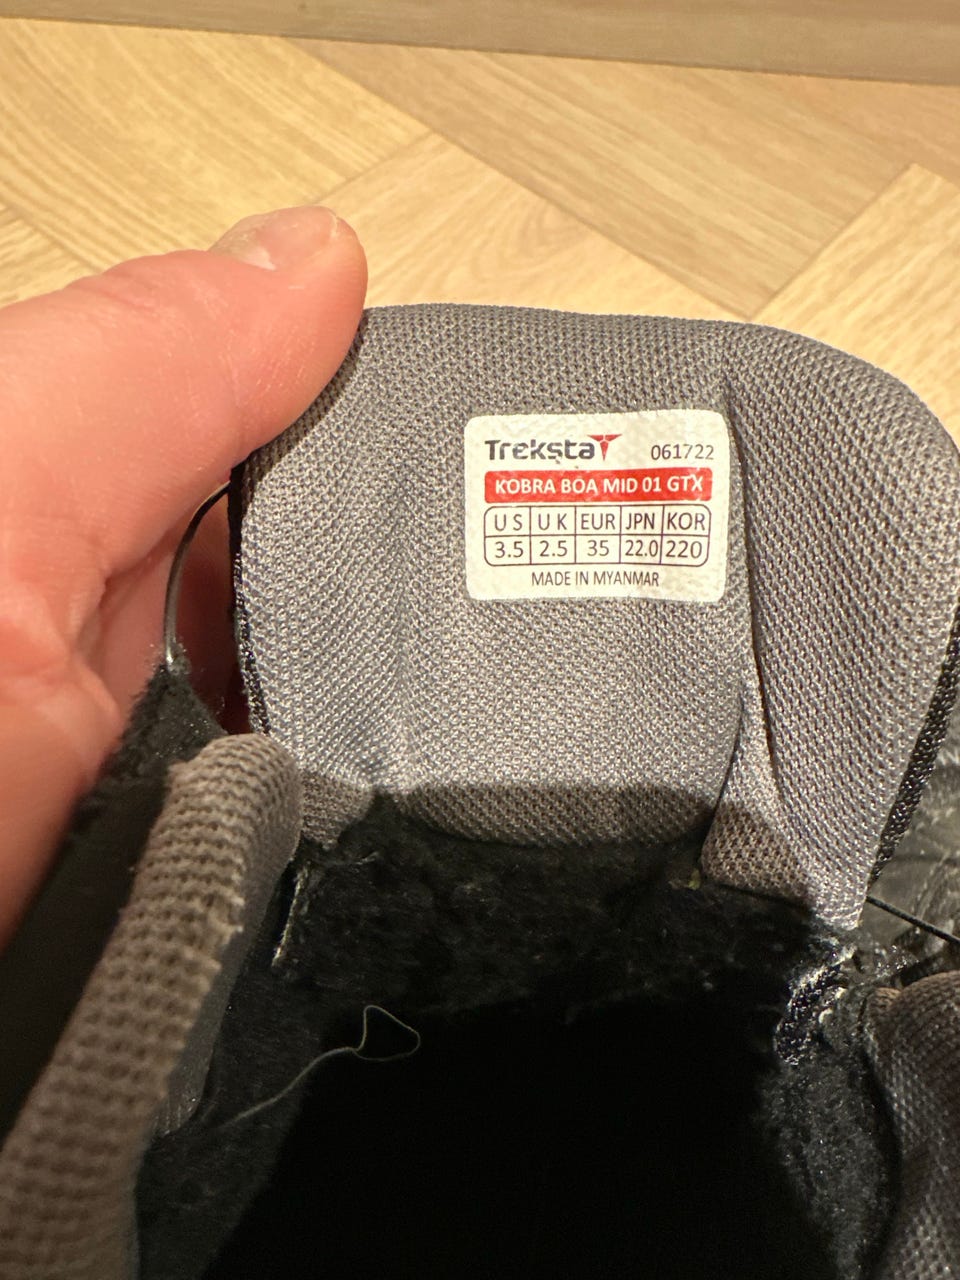 Treksta 061722
KOBRA BOA MID 01 GTX
US UK EUR JPN KOR
3.5 2.5 35 22.0 220
MADE IN MYANMAR